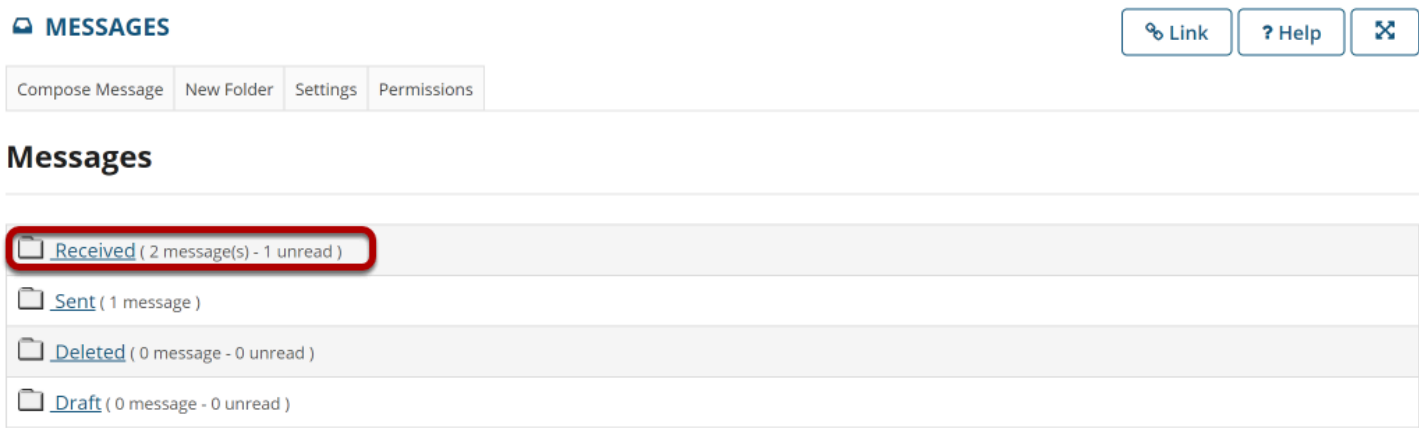 MESSAGES
Link
? Help
Compose Message New Folder Settings Permissions
Messages
Received ( 2 message(s) - 1 unread )
Sent ( 1 message )
Deleted ( 0 message - 0 unread )
Draft ( 0 message - 0 unread )